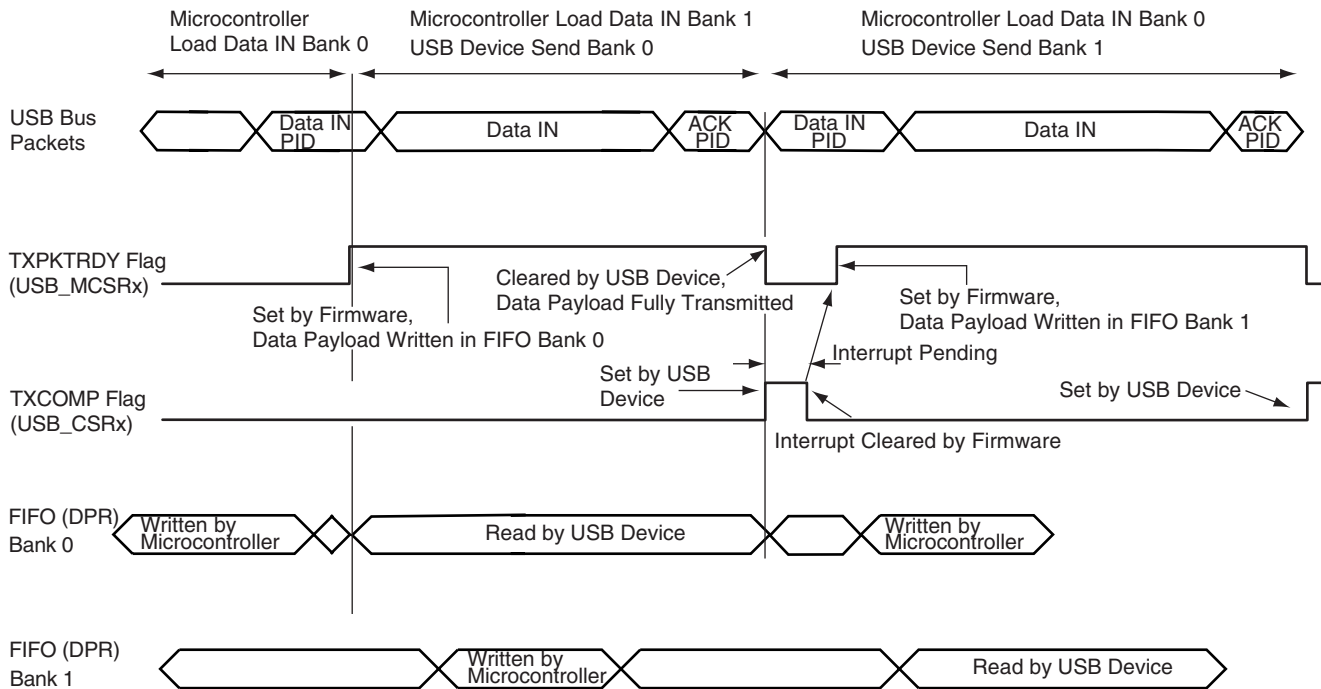 Microcontroller
Load Data IN Bank 0
Microcontroller Load Data IN Bank 1
USB Device Send Bank 0
Microcontroller Load Data IN Bank 0
USB Device Send Bank 1
USB Bus
Packets
Data IN
PID
Data IN
ACK
PID
Data IN
PID
Data IN
ACK
PID
TXPKTRDY Flag
(USB_MCSRx)
Set by Firmware,
Data Payload Written in FIFO Bank 0
Cleared by USB Device,
Data Payload Fully Transmitted
Set by Firmware,
Data Payload Written in FIFO Bank 1
Interrupt Pending
TXCOMP Flag
(USB_CSRx)
Set by USB
Device
Set by USB Device
Interrupt Cleared by Firmware
FIFO (DPR)
Bank 0
Written by
Microcontroller
Read by USB Device
Written by
Microcontroller
FIFO (DPR)
Bank 1
Written by
Microcontroller
Read by USB Device